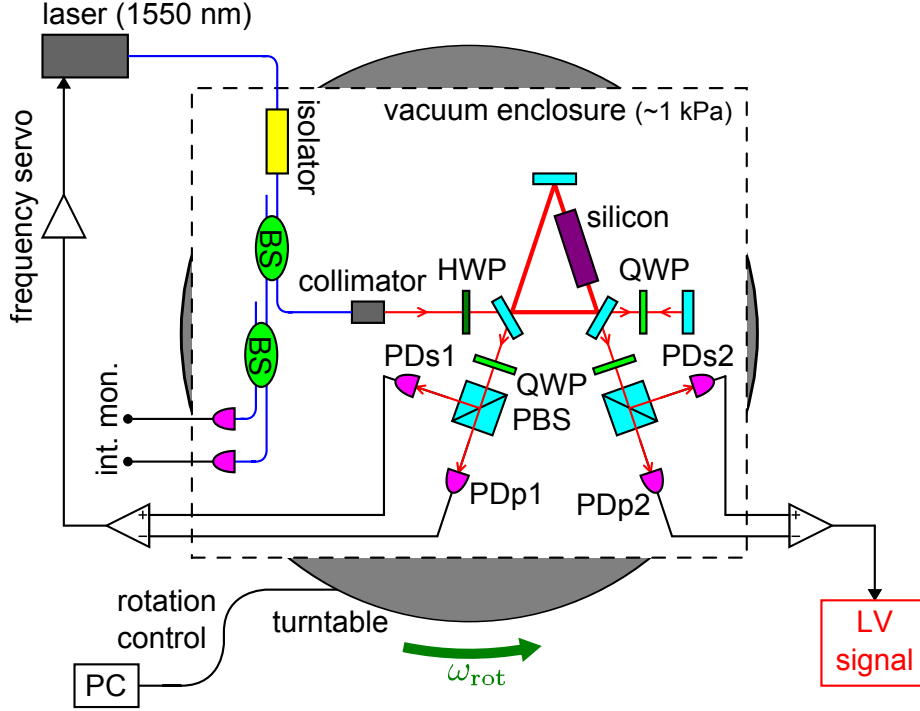 laser (1550 nm)
isolator
vacuum enclosure (~1 kPa)
frequency servo
silicon
BS
collimator
HWP
QWP
BS
PDs1
QWP
PBS
PDs2
int. mon.
PDp1
PDp2
+
−
+
−
rotation
control
turntable
ωrot
PC
LV
signal